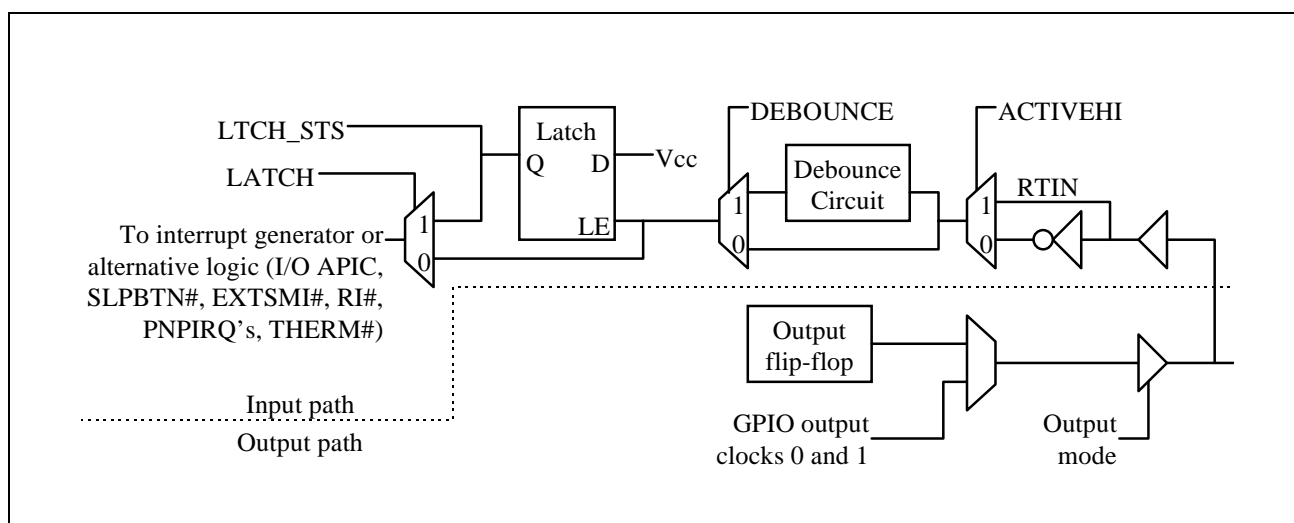 LTCH_STS
LATCH
To interrupt generator or
alternative logic (I/O APIC,
SLPBTN#, EXTSMI#, RI#,
PNPIRQ’s, THERM#)
1
0
Latch
Q
D
LE
Vcc
DEBOUNCE
1
0
Debounce
Circuit
ACTIVEHI
1
0
RTIN
Input path
Output path
Output
flip-flop
GPIO output
clocks 0 and 1
Output
mode